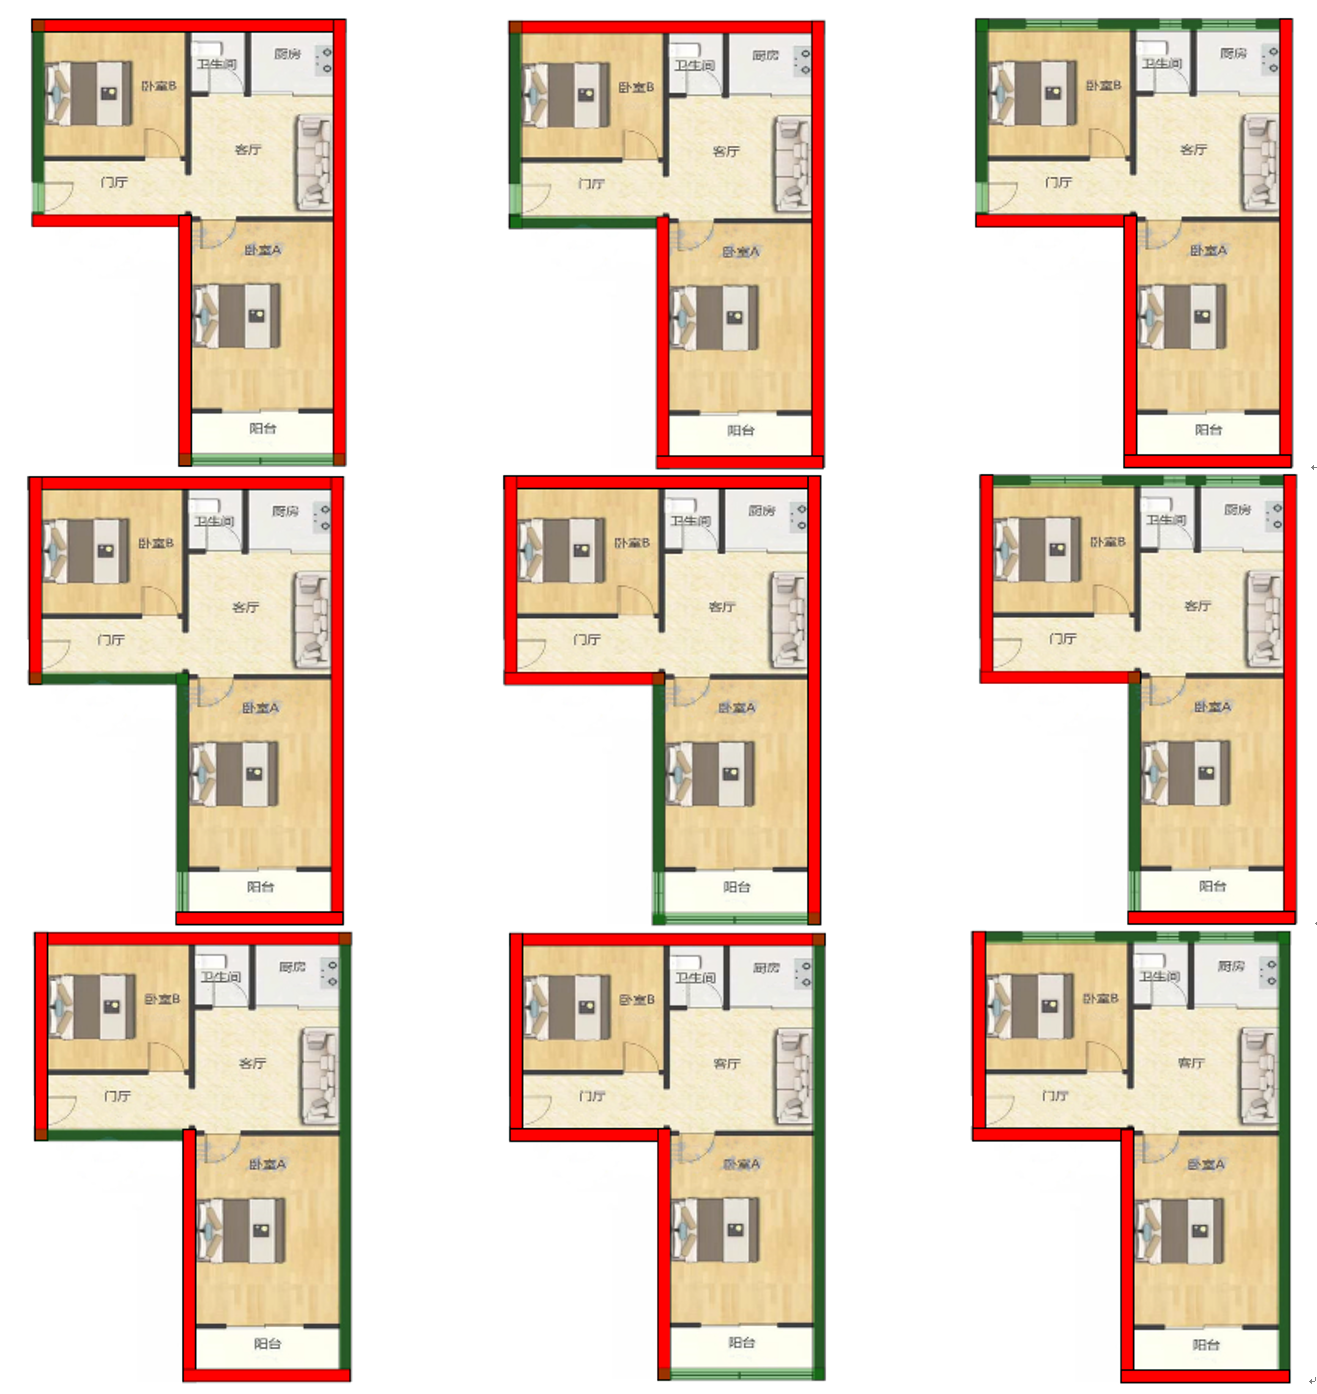 卫生间 厨房
卧室B
客厅
门厅
卧室A
阳台
卫生间 厨房
卧室B
客厅
门厅
卧室A
阳台
卫生间 厨房
卧室B
客厅
门厅
卧室A
阳台
卫生间 厨房
卧室B
客厅
门厅
卧室A
阳台
卫生间 厨房
卧室B
客厅
门厅
卧室A
阳台
卫生间 厨房
卧室B
客厅
门厅
卧室A
阳台
卫生间 厨房
卧室B
客厅
门厅
卧室A
阳台
卫生间 厨房
卧室B
客厅
门厅
卧室A
阳台
卫生间 厨房
卧室B
客厅
门厅
卧室A
阳台